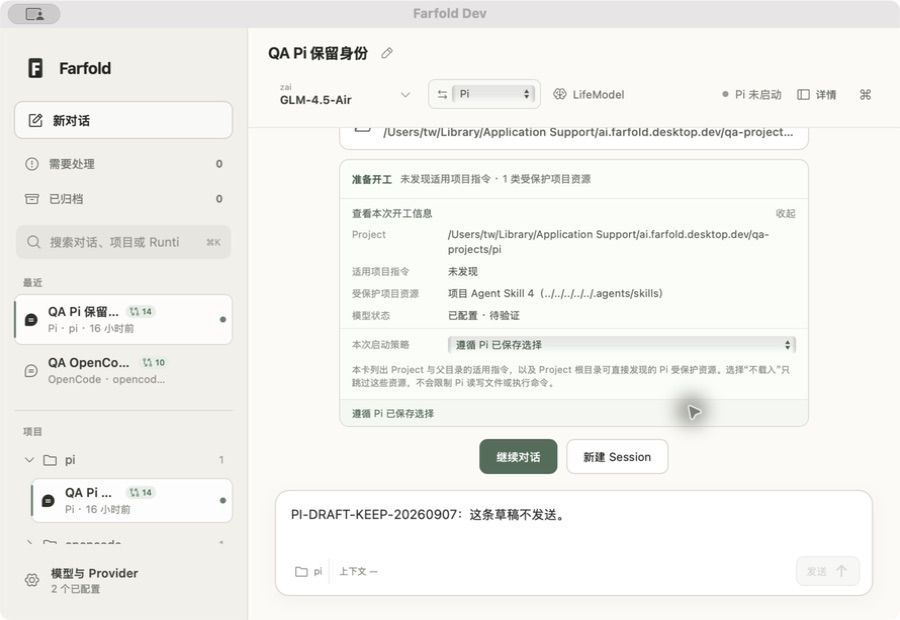 Farfold Dev
Farfold
新对话
需要处理 0
已归档 0
搜索对话、项目或 Runti ⌘K
最近
QA Pi 保留... 14
Pi · pi · 16 小时前
QA OpenCo... 10
OpenCode · opencod...
项目
pi 1
QA Pi ... 14
Pi · 16 小时前
模型与 Provider
2 个已配置
QA Pi 保留身份
zai
GLM-4.5-Air
Pi
LifeModel
Pi 未启动
详情
⌘
/Users/tw/Library/Application Support/ai.farfold.desktop.dev/qa-project...
准备开工 未发现适用项目指令 · 1 类受保护项目资源
查看本次开工信息 收起
Project /Users/tw/Library/Application Support/ai.farfold.desktop.dev/qa-
projects/pi
适用项目指令 未发现
受保护项目资源 项目 Agent Skill 4（../../../../../.agents/skills）
模型状态 已配置 · 待验证
本次启动策略 遵循 Pi 已保存选择
本卡列出 Project 与父目录的适用指令，以及 Project 根目录可直接发现的 Pi 受保护资源。选择“不载入”只
跳过这些资源，不会限制 Pi 读写文件或执行命令。
遵循 Pi 已保存选择
继续对话 新建 Session
PI-DRAFT-KEEP-20260907：这条草稿不发送。
pi 上下文 — 发送